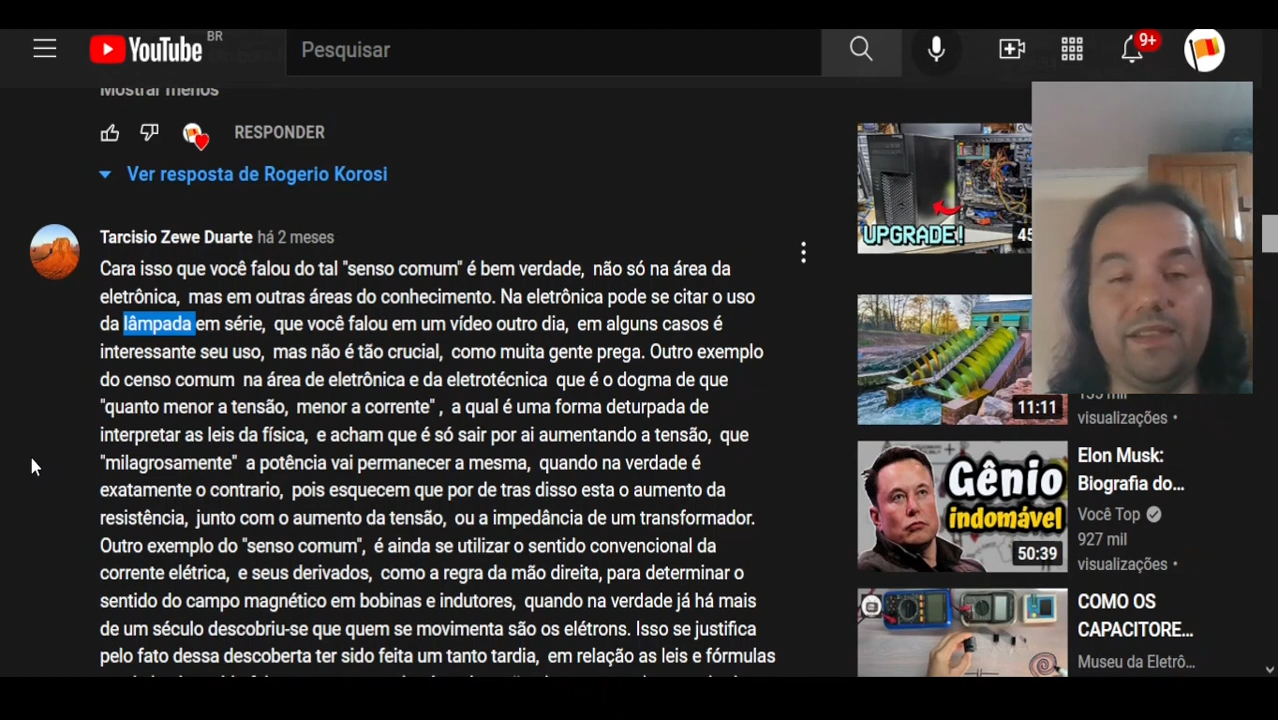 YouTube BR
Pesquisar
9+
Mostrar menos
RESPONDER
Ver resposta de Rogerio Korosi
Tarcisio Zewe Duarte há 2 meses
Cara isso que você falou do tal "senso comum" é bem verdade, não só na área da
eletrônica, mas em outras áreas do conhecimento. Na eletrônica pode se citar o uso
da lâmpada em série, que você falou em um vídeo outro dia, em alguns casos é
interessante seu uso, mas não é tão crucial, como muita gente prega. Outro exemplo
do censo comum na área de eletrônica e da eletrotécnica que é o dogma de que
"quanto menor a tensão, menor a corrente" , a qual é uma forma deturpada de
interpretar as leis da física, e acham que é só sair por ai aumentando a tensão, que
"milagrosamente" a potência vai permanecer a mesma, quando na verdade é
exatamente o contrario, pois esquecem que por de tras disso esta o aumento da
resistência, junto com o aumento da tensão, ou a impedância de um transformador.
Outro exemplo do "senso comum", é ainda se utilizar o sentido convencional da
corrente elétrica, e seus derivados, como a regra da mão direita, para determinar o
sentido do campo magnético em bobinas e indutores, quando na verdade já há mais
de um século descobriu-se que quem se movimenta são os elétrons. Isso se justifica
pelo fato dessa descoberta ter sido feita um tanto tardia, em relação as leis e fórmulas
UPGRADE!
45
11:11
visualizações •
Gênio
indomável
50:39
Elon Musk:
Biografia do...
Você Top
927 mil
visualizações •
COMO OS
CAPACITORE...
Museu da Eletrô...